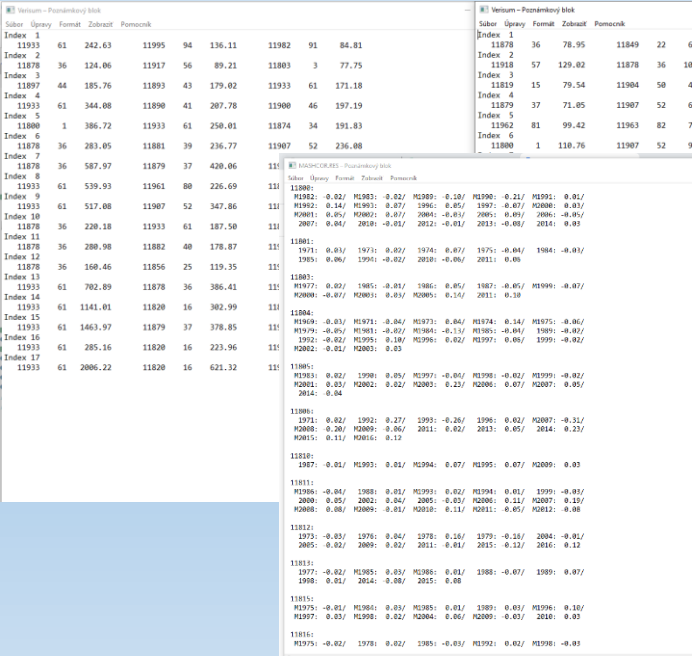 Verisum – Poznámkový blok
Súbor Úpravy Formát Zobraziť Pomocník
Index 1
11933 61 242.63 11995 94 136.11 11982 91 84.81
Index 2
11878 36 124.06 11917 56 89.21 11803 3 77.75
Index 3
11897 44 185.76 11893 43 179.02 11933 61 171.18
Index 4
11933 61 344.08 11890 41 207.78 11900 46 197.19
Index 5
11800 1 386.72 11933 61 250.01 11874 34 191.83
Index 6
11878 36 283.05 11881 39 236.77 11907 52 236.08
Index 7
11878 36 587.97 11879 37 420.06
Index 8
11933 61 539.93 11961 80 226.69
Index 9
11933 61 517.08 11907 52 347.86
Index 10
11878 36 220.18 11933 61 187.50
Index 11
11878 36 280.98 11882 40 178.87
Index 12
11878 36 160.46 11856 25 119.35
Index 13
11933 61 702.89 11878 36 386.41
Index 14
11933 61 1141.01 11820 16 302.99
Index 15
11933 61 1463.97 11879 37 378.85
Index 16
11933 61 285.16 11820 16 223.96
Index 17
11933 61 2006.22 11820 16 621.32
Verisum – Poznámkový blok
Súbor Úpravy Formát Zobraziť Pomocník
Index 1
11878 36 78.95 11849 22
Index 2
11918 57 129.02 11878 36
Index 3
11819 15 79.54 11904 50
Index 4
11879 37 71.05 11907 52
Index 5
11962 81 99.42 11963 82
Index 6
11800 1 110.76 11907 52
Poznámkový blok
Súbor Úpravy Formát Zobraziť Pomocník
11800:
M1982: -0.02/ M1983: -0.02/ M1989: -0.10/ M1990: -0.21/ M1991: 0.01/
M1992: 0.14/ M1993: 0.07/ 1996: 0.05/ 1997: -0.07/ M2000: 0.03/
M2001: 0.05/ M2002: 0.07/ 2004: -0.03/ 2005: 0.09/ 2006: -0.05/
2007: 0.04/ 2010: -0.01/ 2012: -0.01/ 2013: -0.08/ 2014: 0.03
11801:
1971: 0.03/ 1973: 0.02/ 1974: 0.07/ 1975: -0.04/ 1984: -0.03/
1985: 0.06/ 1994: -0.02/ 2010: -0.06/ 2011: 0.06
11803:
M1977: 0.02/ 1985: -0.01/ 1986: 0.05/ 1987: -0.05/ M1999: -0.07/
M2000: -0.07/ M2003: 0.03/ M2005: 0.14/ 2011: 0.10
11804:
M1969: -0.03/ M1971: -0.04/ M1973: 0.04/ M1974: 0.14/ M1975: -0.06/
M1979: -0.05/ M1981: -0.02/ M1984: -0.13/ M1985: -0.04/ 1989: -0.02/
1992: -0.02/ M1995: 0.10/ M1996: 0.02/ M1997: 0.06/ 1999: -0.02/
M2002: -0.01/ M2003: 0.03
11805:
M1983: 0.02/ 1990: 0.05/ M1997: -0.04/ M1998: -0.02/ M1999: -0.02/
M2001: 0.03/ M2002: 0.02/ M2003: 0.23/ M2006: 0.07/ M2007: 0.05/
2014: -0.04
11806:
1971: 0.02/ 1992: 0.27/ 1993: -0.26/ 1996: 0.02/ M2007: -0.31/
M2008: -0.20/ M2009: -0.06/ 2011: 0.02/ 2013: 0.05/ 2014: 0.23/
M2015: 0.11/ M2016: 0.12
11810:
1987: -0.01/ M1993: 0.01/ M1994: 0.07/ M1995: 0.07/ M2009: 0.03
11811:
M1986: -0.04/ 1988: 0.01/ M1993: 0.02/ M1994: 0.01/ 1999: -0.03/
2000: 0.05/ 2002: 0.04/ 2005: -0.03/ M2006: 0.11/ M2007: 0.19/
M2008: 0.08/ M2009: -0.01/ M2010: 0.11/ M2011: -0.05/ M2012: -0.08
11812:
1973: -0.03/ 1976: 0.04/ 1978: 0.16/ 1979: -0.16/ 2004: -0.01/
2005: -0.02/ 2009: 0.02/ 2011: -0.01/ 2015: -0.12/ 2016: 0.12
11813:
1977: -0.02/ M1985: 0.03/ M1986: 0.01/ 1988: -0.07/ 1989: 0.07/
1998: 0.01/ 2014: -0.08/ 2015: 0.08
11815:
M1975: -0.01/ M1984: 0.03/ M1985: 0.01/ 1989: 0.03/ M1996: 0.10/
M1997: 0.03/ M1998: 0.02/ M2004: 0.06/ M2009: -0.03/ 2010: 0.03
11816:
M1975: -0.02/ 1978: 0.02/ 1985: -0.03/ M1992: 0.02/ M1998: -0.03